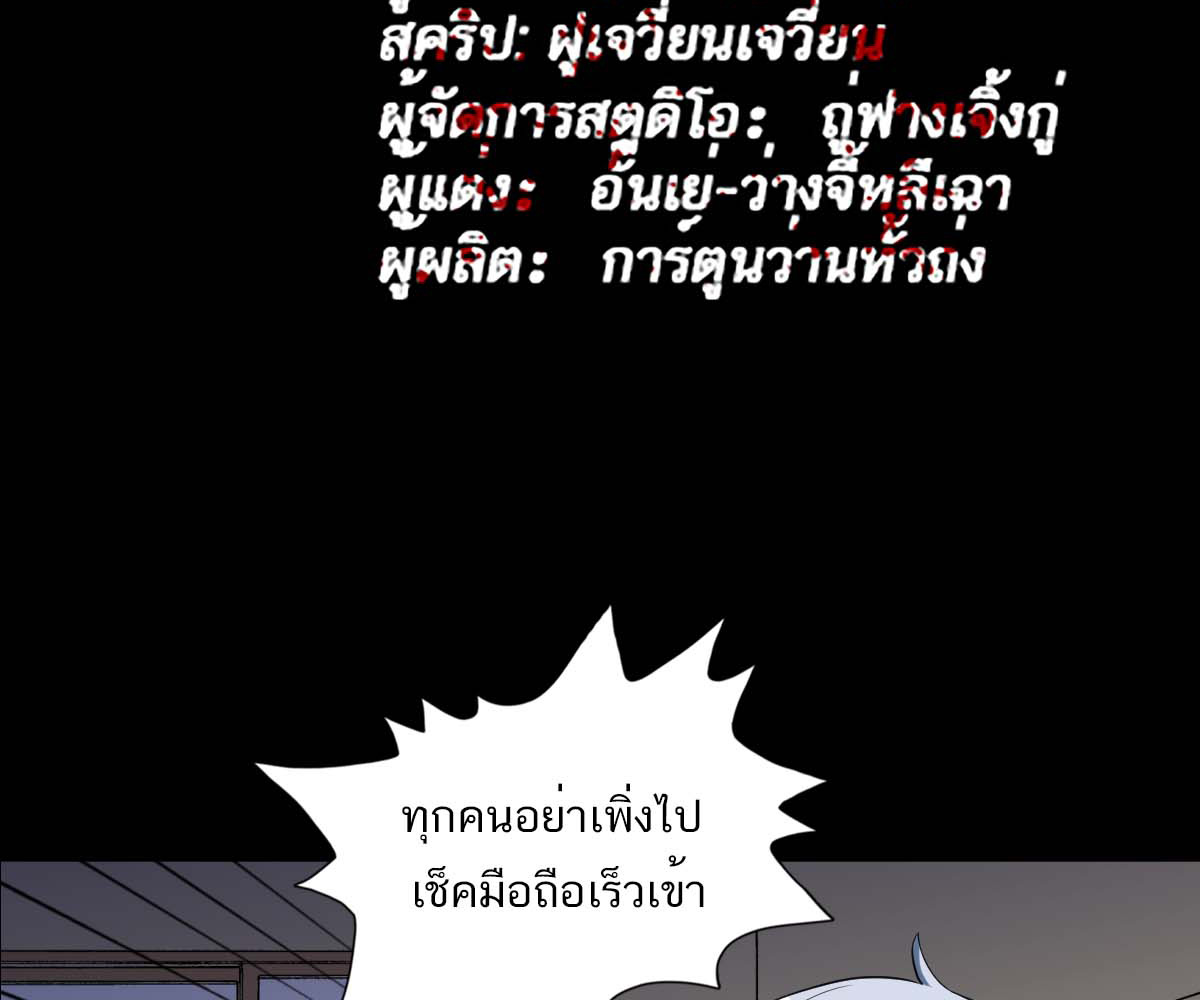 สคริป: ผู่เจวี่ยนเจวี่ยน
ผู้จัดการสตูดิโอ: ถู่ฟางเจิ้งกู่
ผู้แต่ง: อ้นเย่-ว่างจี้หลีเฉา
ผู้ผลิต: การ์ตูนว่านทั่วถ่ง
ทุกคนอย่าเพิ่งไป
เช็คมือถือเร็วเข้า